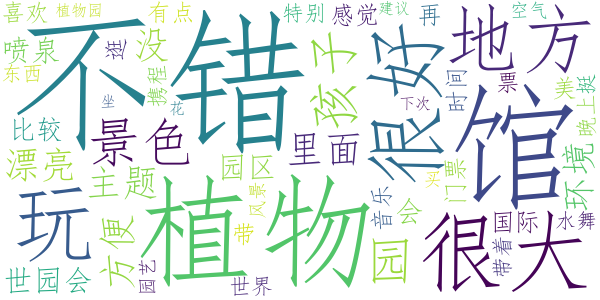 喜欢
植物园
有点
特别
感觉
建议
再
空气
喷泉
逛
没
不错
孩子
很好
地方
东西
携程
坐
花
下次
时间
票
美
挺
晚上
比较
景色
里面
馆
环境
漂亮
主题
园区
门票
买
玩
植物
风景
音乐
会
园
很大
国际
水舞
方便
带
带着
世园会
园艺
世界